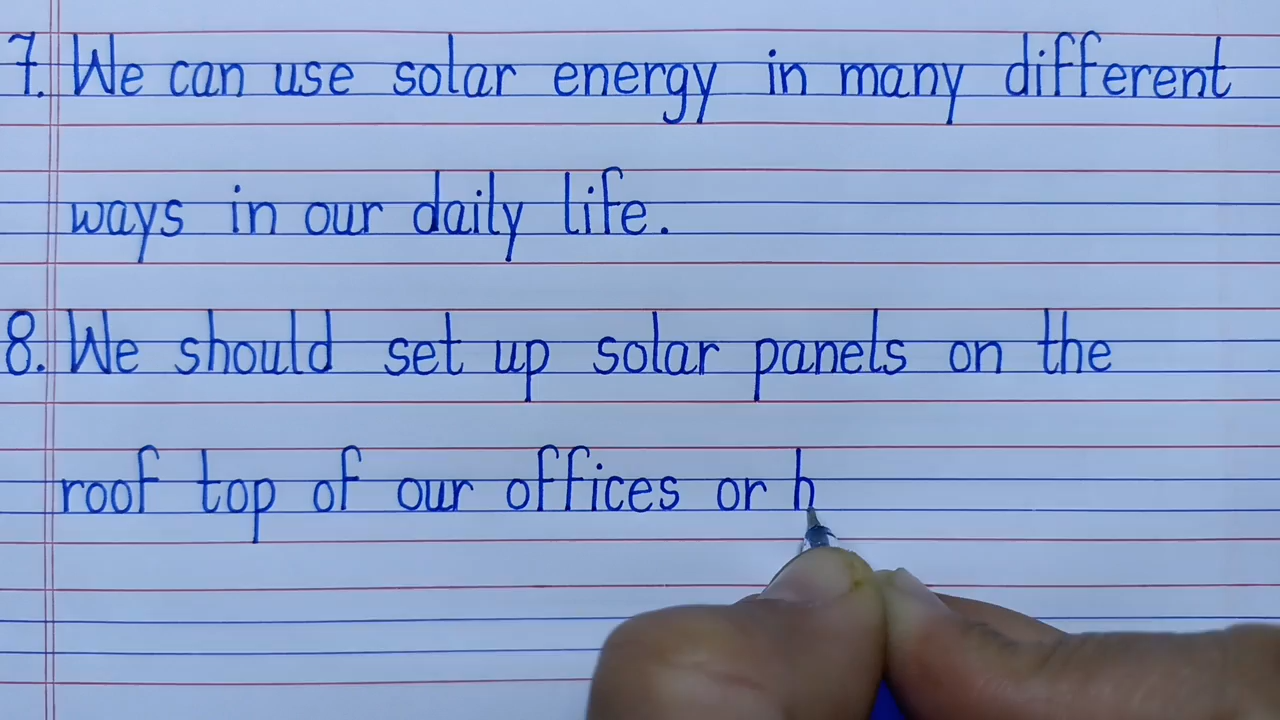 7. We can use solar energy in many different
ways in our daily life.
8. We should set up solar panels on the
roof top of our offices or h